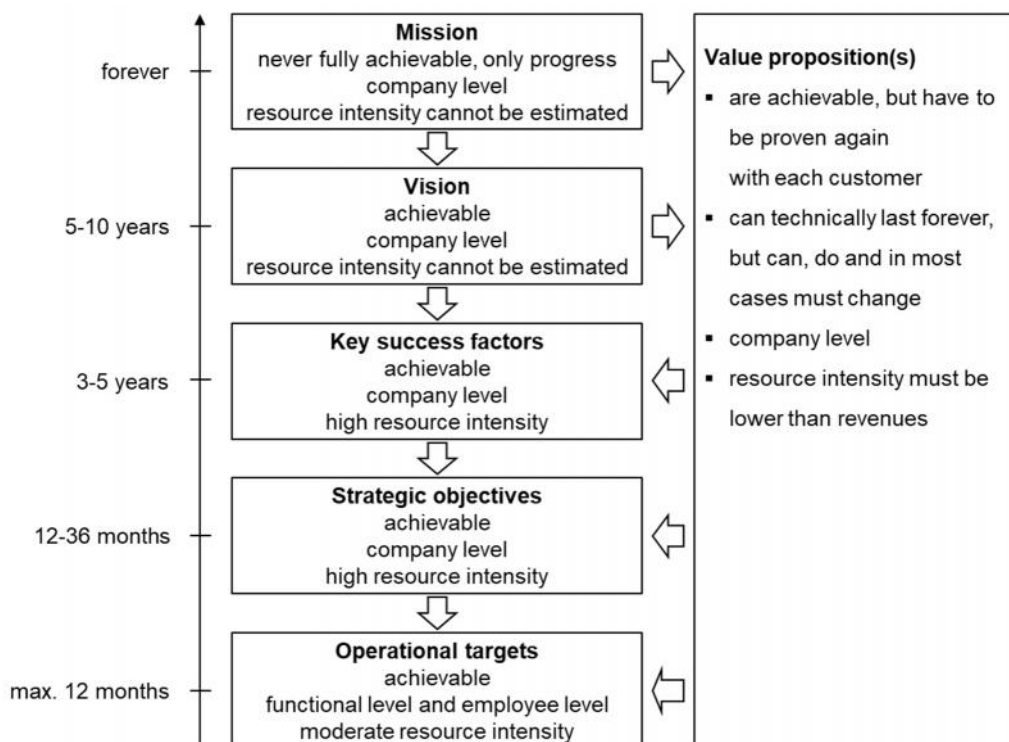 forever
Mission
never fully achievable, only progress
company level
resource intensity cannot be estimated
5-10 years
Vision
achievable
company level
resource intensity cannot be estimated
3-5 years
Key success factors
achievable
company level
high resource intensity
12-36 months
Strategic objectives
achievable
company level
high resource intensity
max. 12 months
Operational targets
achievable
functional level and employee level
moderate resource intensity
Value proposition(s)
▪ are achievable, but have to
be proven again
with each customer
▪ can technically last forever,
but can, do and in most
cases must change
▪ company level
▪ resource intensity must be
lower than revenues